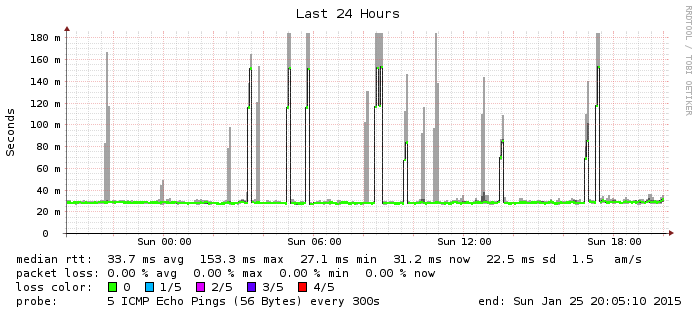 Last 24 Hours
RRDTOOL / TOBI OETIKER
Seconds
180 m
160 m
140 m
120 m
100 m
80 m
60 m
40 m
20 m
0
Sun 00:00 Sun 06:00 Sun 12:00 Sun 18:00
median rtt: 33.7 ms avg 153.3 ms max 27.1 ms min 31.2 ms now 22.5 ms sd 1.5 am/s
packet loss: 0.00 % avg 0.00 % max 0.00 % min 0.00 % now
loss color: 0 1/5 2/5 3/5 4/5
probe: 5 ICMP Echo Pings (56 Bytes) every 300s end: Sun Jan 25 20:05:10 2015